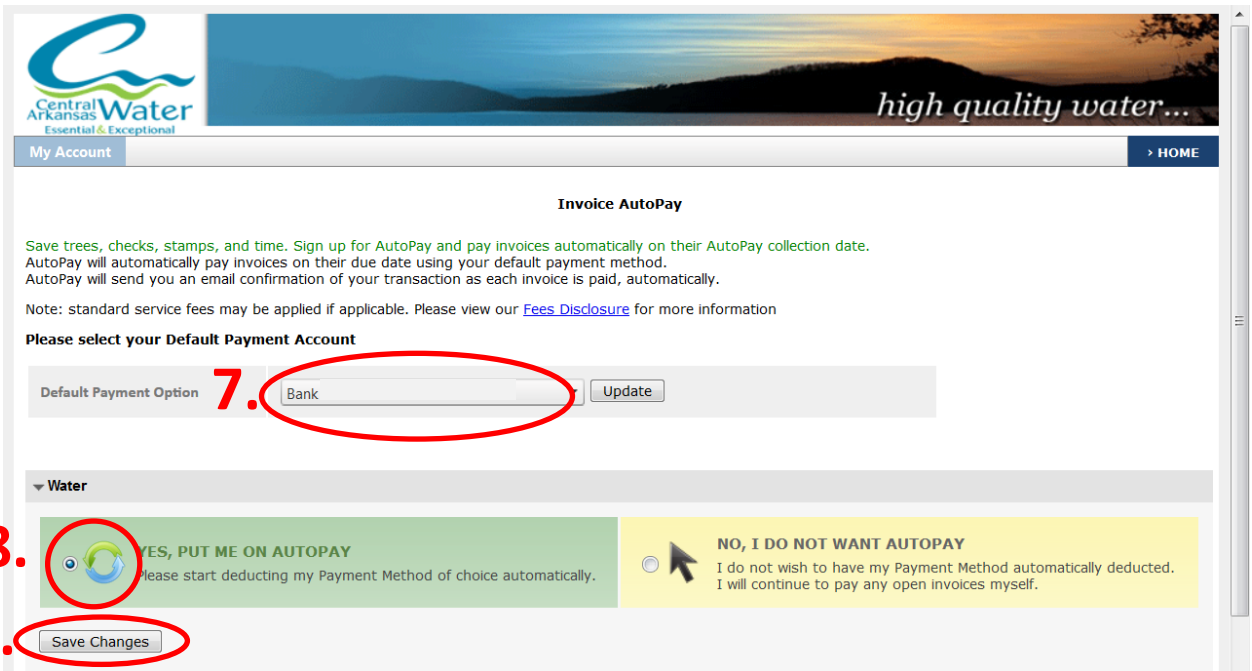 Central
Arkansas Water
Essential & Exceptional
high quality water...
My Account
› HOME
Invoice AutoPay
Save trees, checks, stamps, and time. Sign up for AutoPay and pay invoices automatically on their AutoPay collection date.
AutoPay will automatically pay invoices on their due date using your default payment method.
AutoPay will send you an email confirmation of your transaction as each invoice is paid, automatically.
Note: standard service fees may be applied if applicable. Please view our Fees Disclosure for more information
Please select your Default Payment Account
Default Payment Option 7. Bank Update
Water
YES, PUT ME ON AUTOPAY
Please start deducting my Payment Method of choice automatically.
NO, I DO NOT WANT AUTOPAY
I do not wish to have my Payment Method automatically deducted.
I will continue to pay any open invoices myself.
Save Changes